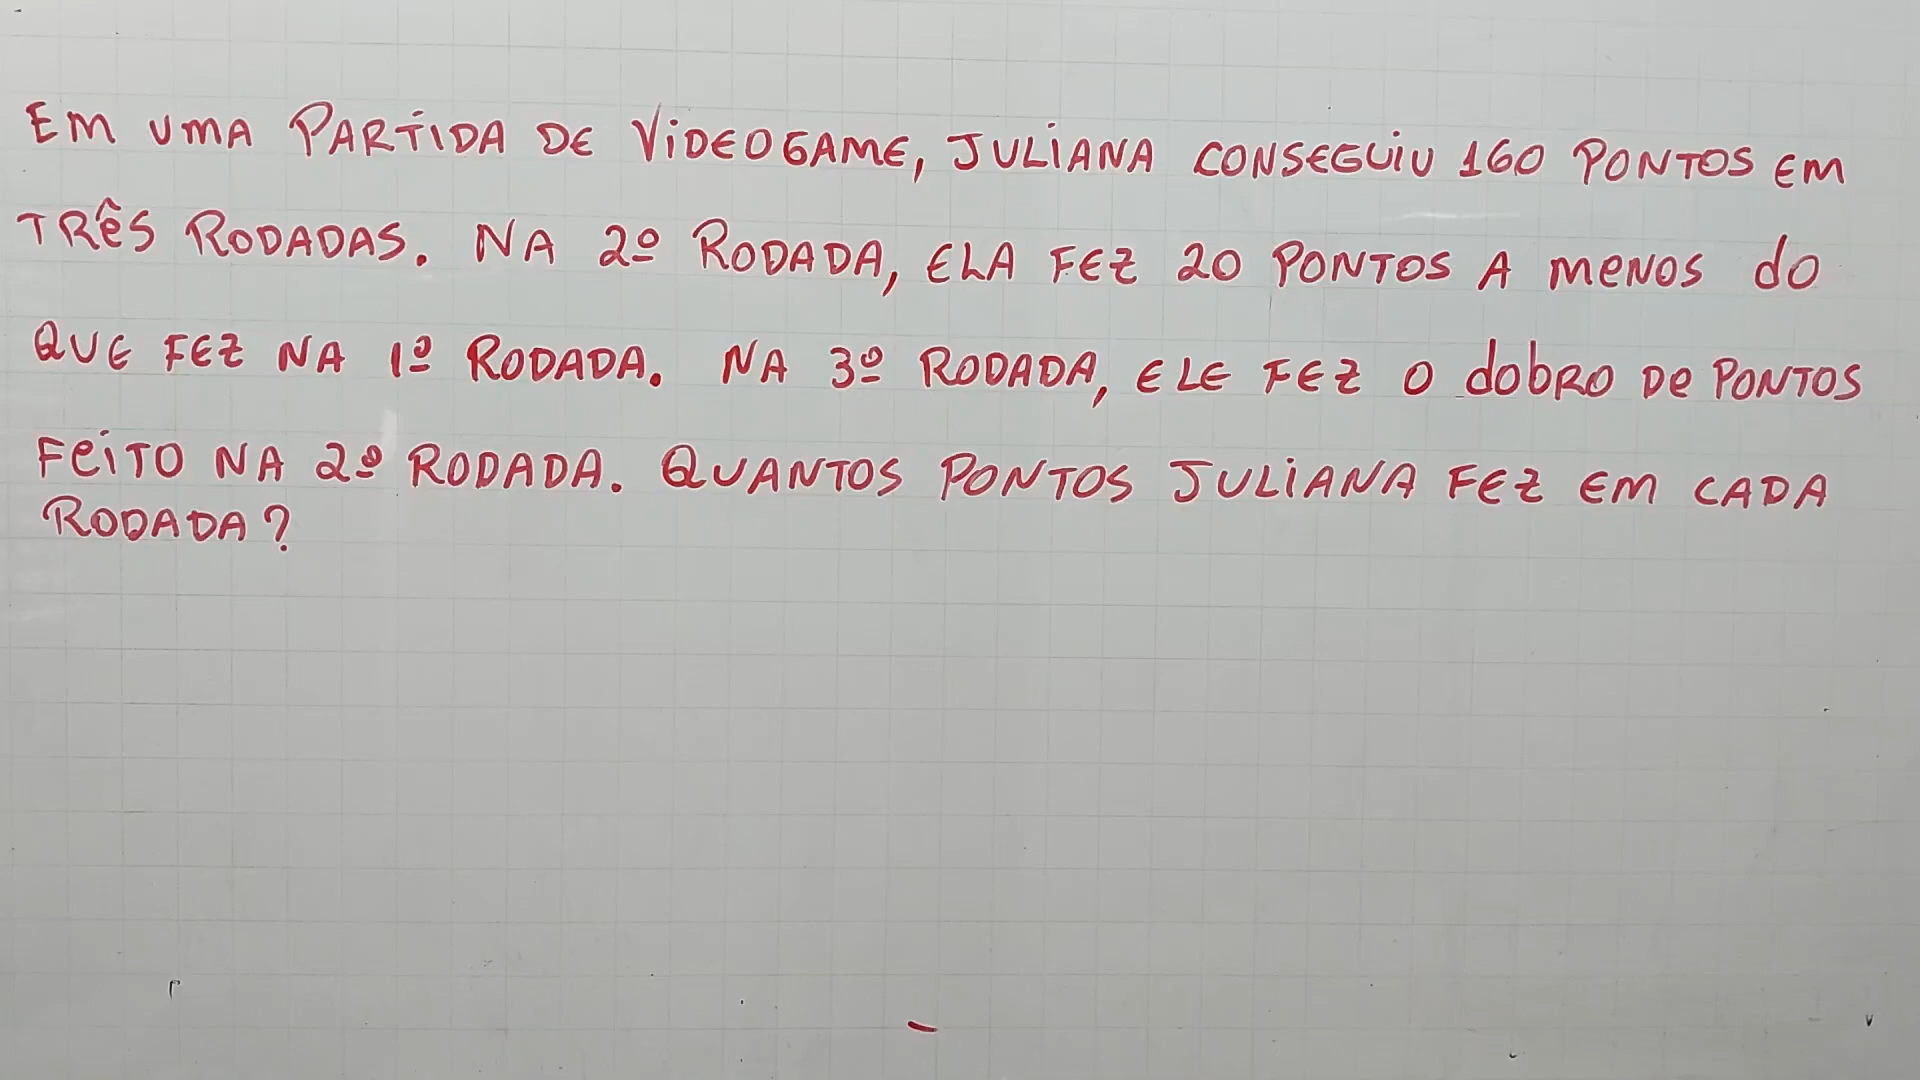 EM UMA PARTIDA DE VIDEOGAME, JULIANA CONSEGUIU 160 PONTOS EM
TRÊS RODADAS. NA 2º RODADA, ELA FEZ 20 PONTOS A MENOS do
QUE FEZ NA 1º RODADA. NA 3º RODADA, ELE FEZ O dobRO DE PONTOS
FEITO NA 2º RODADA. QUANTOS PONTOS JULIANA FEZ EM CADA
RODADA?